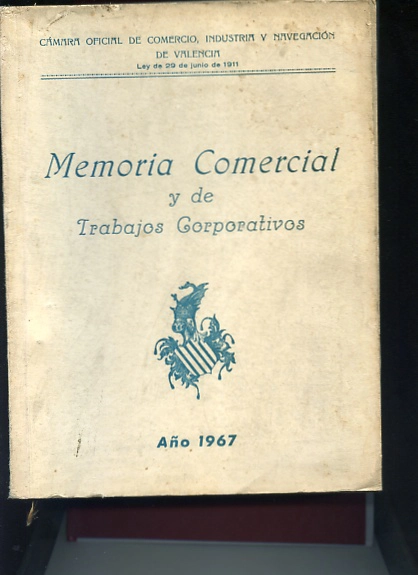 CÁMARA OFICIAL DE COMERCIO, INDUSTRIA Y NAVEGACIÓN
DE VALENCIA
Ley de 29 de junio de 1911
Memoria Comercial
y de
Trabajos Corporativos
Año 1967